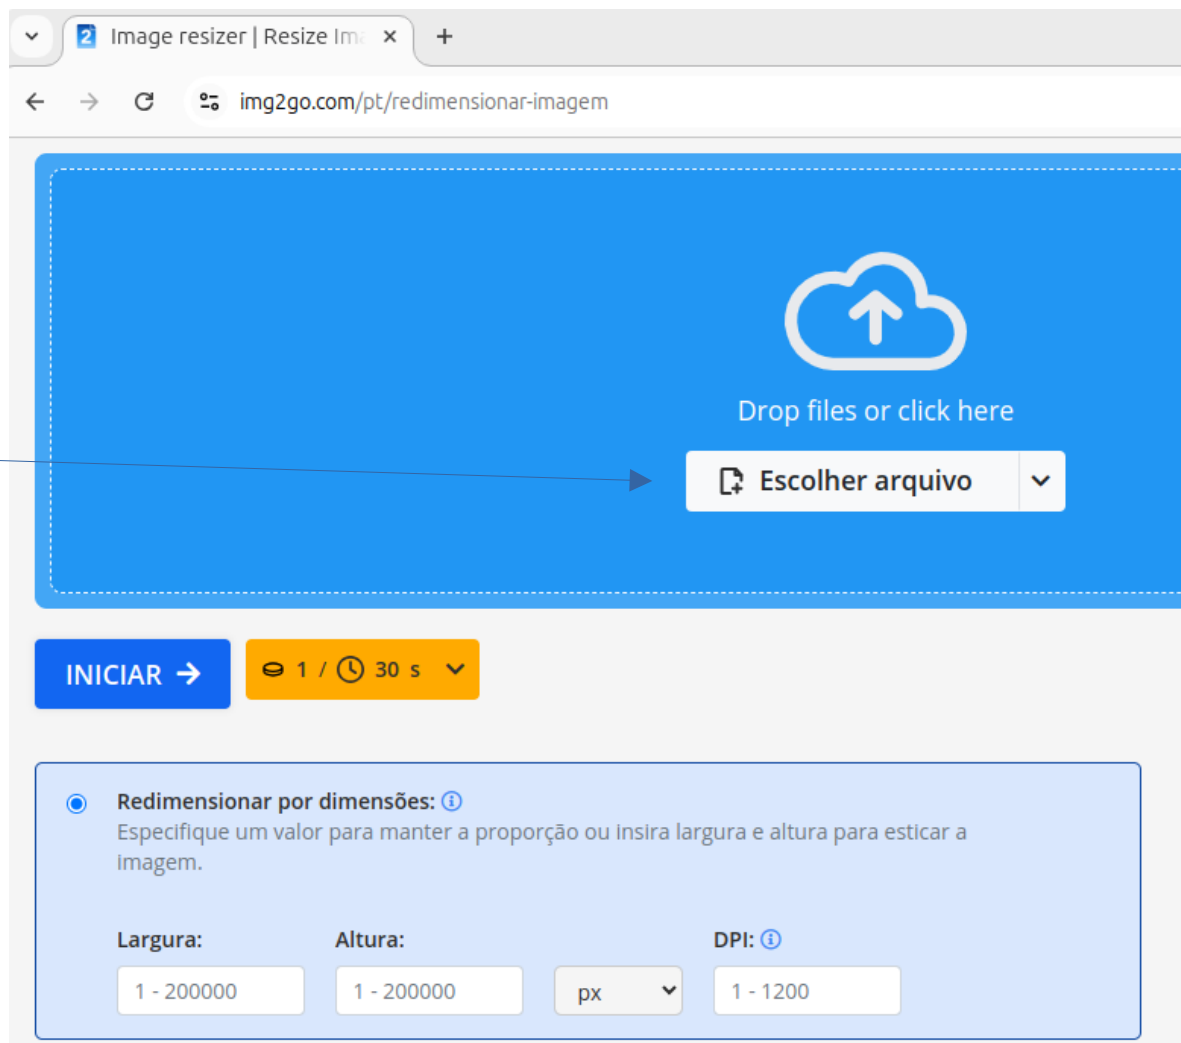 Image resizer | Resize Ima
img2go.com/pt/redimensionar-imagem
Drop files or click here
Escolher arquivo
INICIAR
1 / 30 s
Redimensionar por dimensões:
Especifique um valor para manter a proporção ou insira largura e altura para esticar a
imagem.
Largura: Altura: DPI:
1 - 200000 1 - 200000 px 1 - 1200